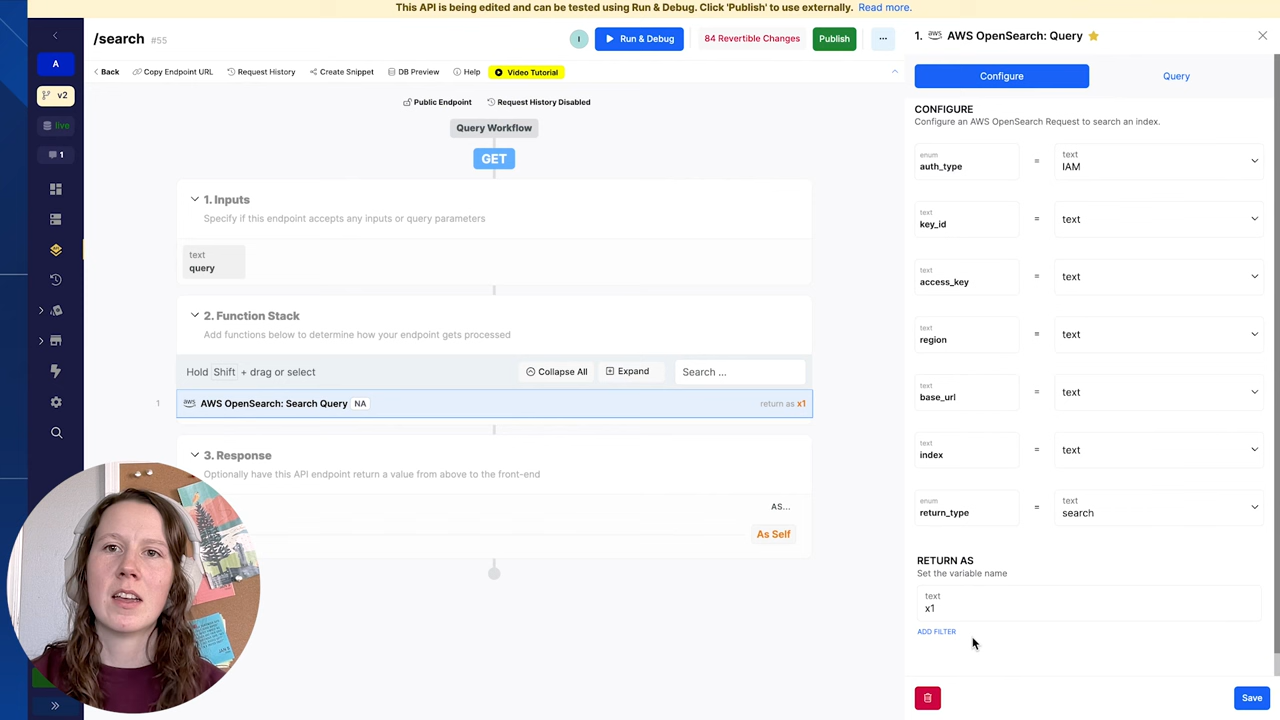 This API is being edited and can be tested using Run & Debug. Click 'Publish' to use externally. Read more.
/search #55
I
Run & Debug
84 Revertible Changes
Publish
...
Back
Copy Endpoint URL
Request History
Create Snippet
DB Preview
Help
Video Tutorial
A
v2
live
1
Public Endpoint
Request History Disabled
Query Workflow
GET
1. Inputs
Specify if this endpoint accepts any inputs or query parameters
text
query
2. Function Stack
Add functions below to determine how your endpoint gets processed
Hold Shift + drag or select
Collapse All
Expand
Search ...
1
aws AWS OpenSearch: Search Query NA
return as x1
3. Response
Optionally have this API endpoint return a value from above to the front-end
AS...
As Self
1. aws AWS OpenSearch: Query
Configure
Query
CONFIGURE
Configure an AWS OpenSearch Request to search an index.
enum
auth_type
=
text
IAM
text
key_id
=
text
text
access_key
=
text
text
region
=
text
text
base_url
=
text
text
index
=
text
enum
return_type
=
text
search
RETURN AS
Set the variable name
text
x1
ADD FILTER
Save